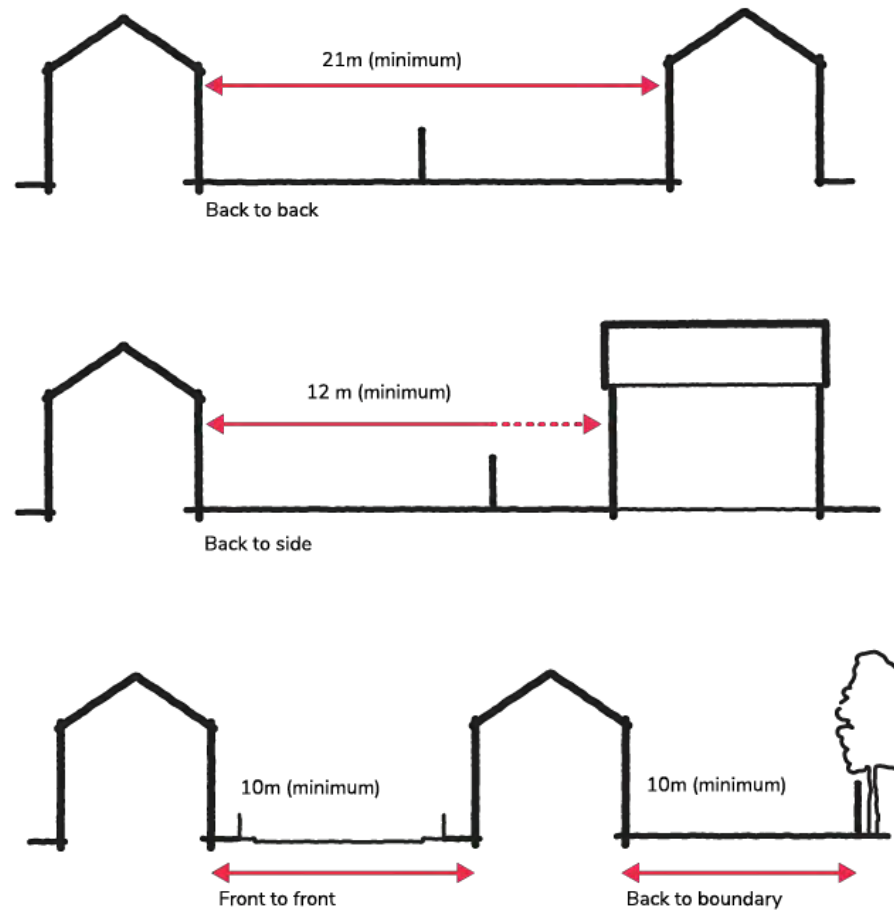 21m (minimum)
Back to back
12 m (minimum)
Back to side
10m (minimum)
10m (minimum)
Front to front
Back to boundary